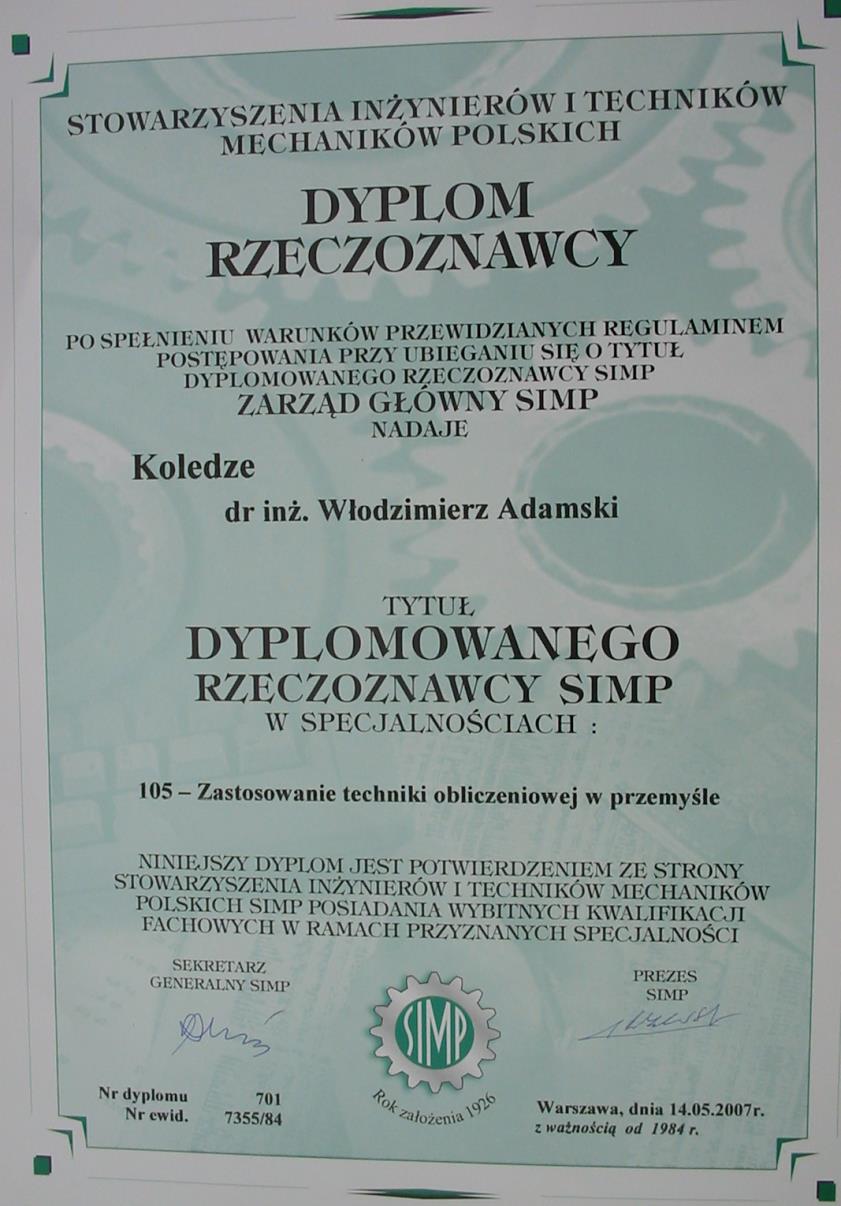 STOWARZYSZENIA INŻYNIERÓW I TECHNIKÓW
MECHANIKÓW POLSKICH
DYPLOM
RZECZOZNAWCY
PO SPEŁNIENIU WARUNKÓW PRZEWIDZIANYCH REGULAMINEM
POSTĘPOWANIA PRZY UBIEGANIU SIĘ O TYTUŁ
DYPLOMOWANEGO RZECZOZNAWCY SIMP
ZARZĄD GŁÓWNY SIMP
NADAJE
Koledze
dr inż. Włodzimierz Adamski
TYTUŁ
DYPLOMOWANEGO
RZECZOZNAWCY SIMP
W SPECJALNOŚCIACH :
105 – Zastosowanie techniki obliczeniowej w przemyśle
NINIEJSZY DYPLOM JEST POTWIERDZENIEM ZE STRONY
STOWARZYSZENIA INŻYNIERÓW I TECHNIKÓW MECHANIKÓW
POLSKICH SIMP POSIADANIA WYBITNYCH KWALIFIKACJI
FACHOWYCH W RAMACH PRZYZNANYCH SPECJALNOŚCI
SEKRETARZ
GENERALNY SIMP
PREZES
SIMP
SIMP
Rok założenia 1926
Nr dyplomu 701
Nr ewid. 7355/84
Warszawa, dnia 14.05.2007r.
z ważnością od 1984 r.